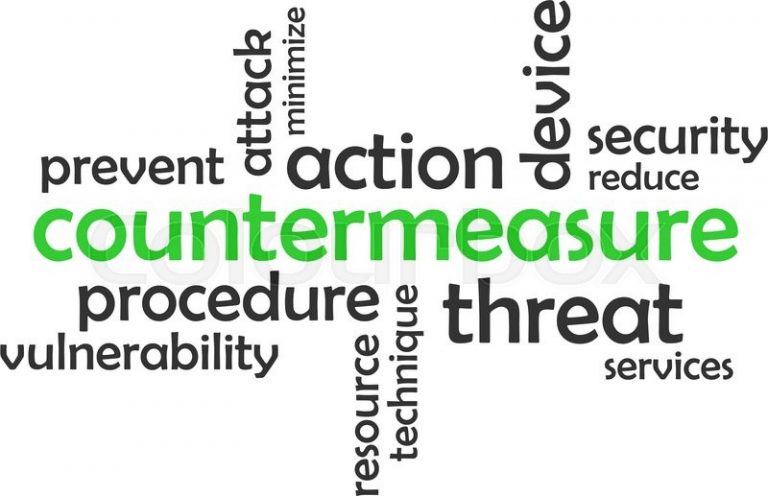 attack
minimize
device
prevent
action
security
reduce
countermeasure
colourbox
procedure
threat
vulnerability
resource
technique
services